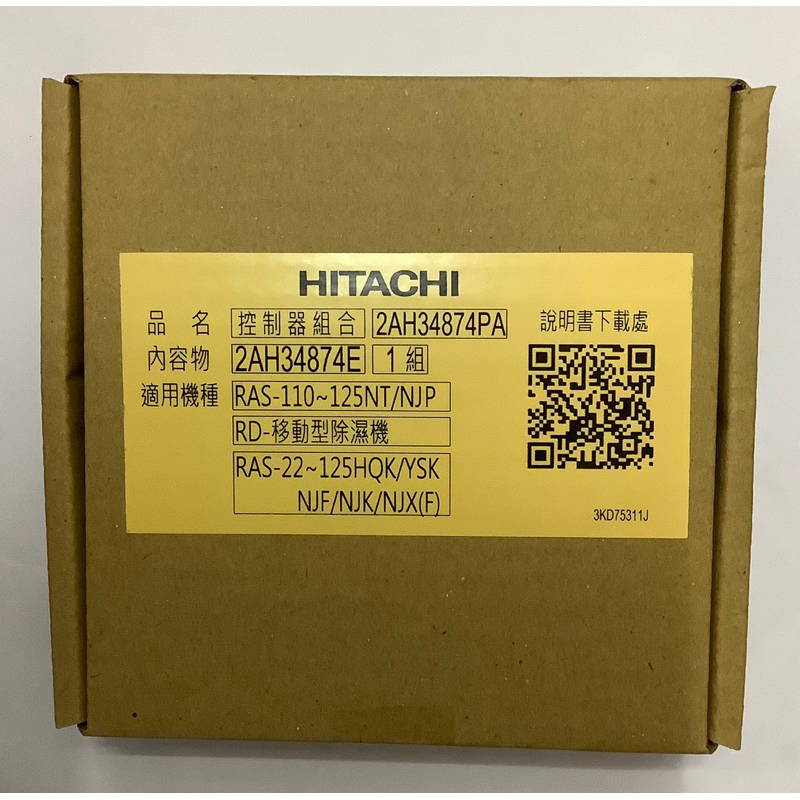 HITACHI
品 名 控制器組合 2AH34874PA 說明書下載處
內容物 2AH34874E 1組
適用機種 RAS-110~125NT/NJP
RD-移動型除濕機
RAS-22~125HQK/YSK
NJF/NJK/NJX(F)
3KD75311J